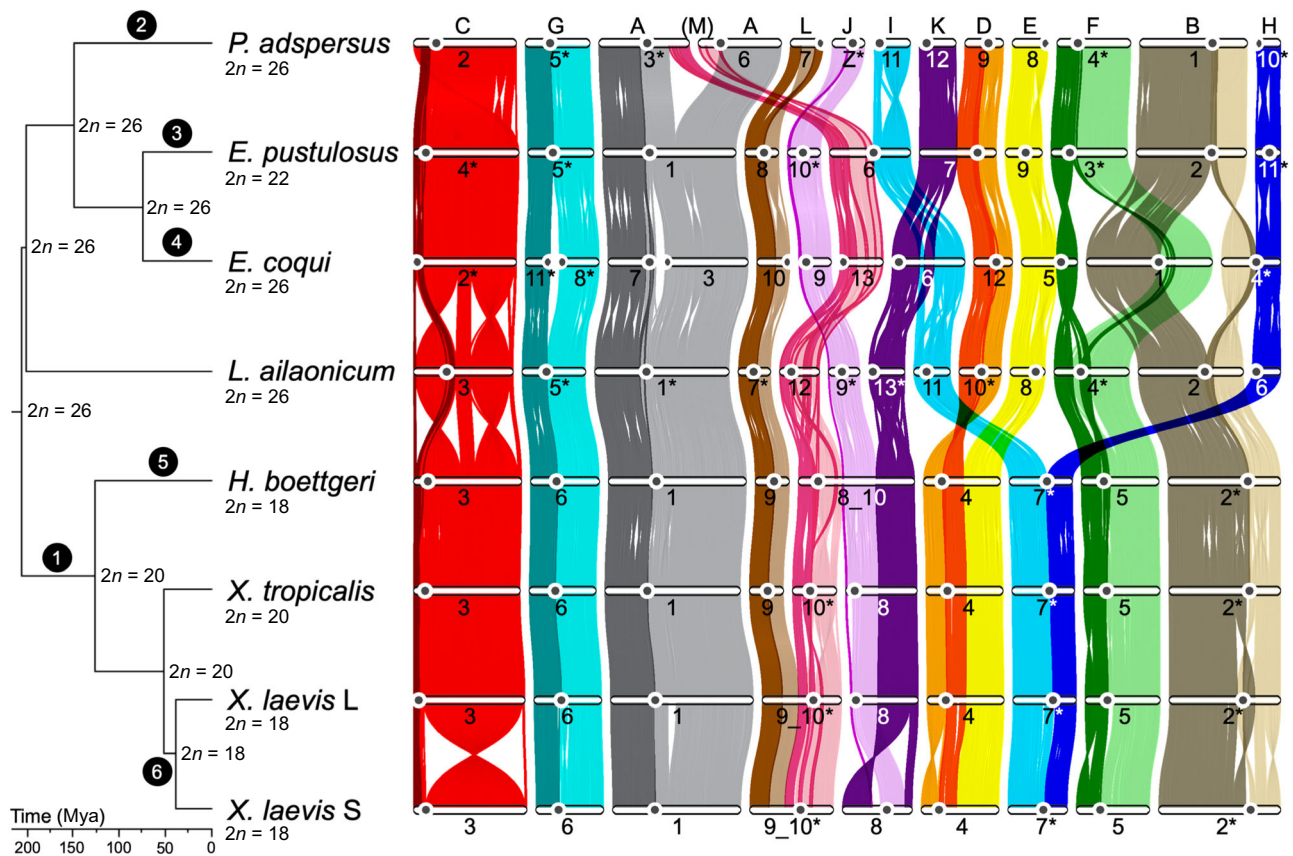 C G A (M) A L J I K D E F B H
2 P. adspersus 2 5* 3* 6 7 Z* 11 12 9 8 4* 1 10*
2n = 26
2n = 26
3 E. pustulosus 4* 5* 1 8 10* 6 7 9 3* 2 11*
2n = 22
2n = 26
2n = 26
4 E. coqui 2* 11* 8* 7 3 10 9 13 6 12 5 1 4*
2n = 26
L. ailaonicum 3 5* 1* 7* 12 9* 13* 11 10* 8 4* 2 6
2n = 26
2n = 26
5 H. boettgeri 3 6 1 9 8_10 4 7* 5 2*
2n = 18
1
2n = 20
X. tropicalis 3 6 1 9 10* 8 4 7* 5 2*
2n = 20
2n = 20
X. laevis L 3 6 1 9_10* 8 4 7* 5 2*
2n = 18
2n = 18
6
X. laevis S 3 6 1 9_10* 8 4 7* 5 2*
2n = 18
Time (Mya)
200 150 100 50 0